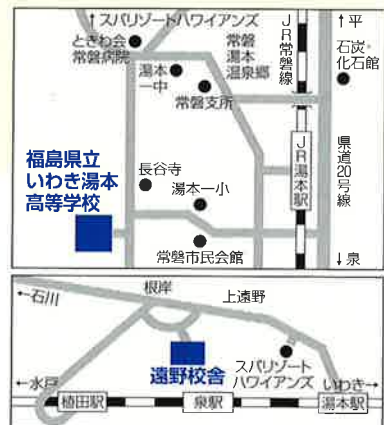 ↑スパリゾートハワイアンズ
ときわ会
常磐病院
湯本
一中
常磐
湯本
温泉郷
常磐支所
JR常磐線
↑平
石炭・
化石館
福島県立
いわき湯本
高等学校
長谷寺
湯本一小
JR湯本駅
県道20号線
常磐市民会館
↓泉
←石川
根岸
上遠野
遠野校舎
スパリゾート
ハワイアンズ
←水戸
いわき→
植田駅
泉駅
湯本駅